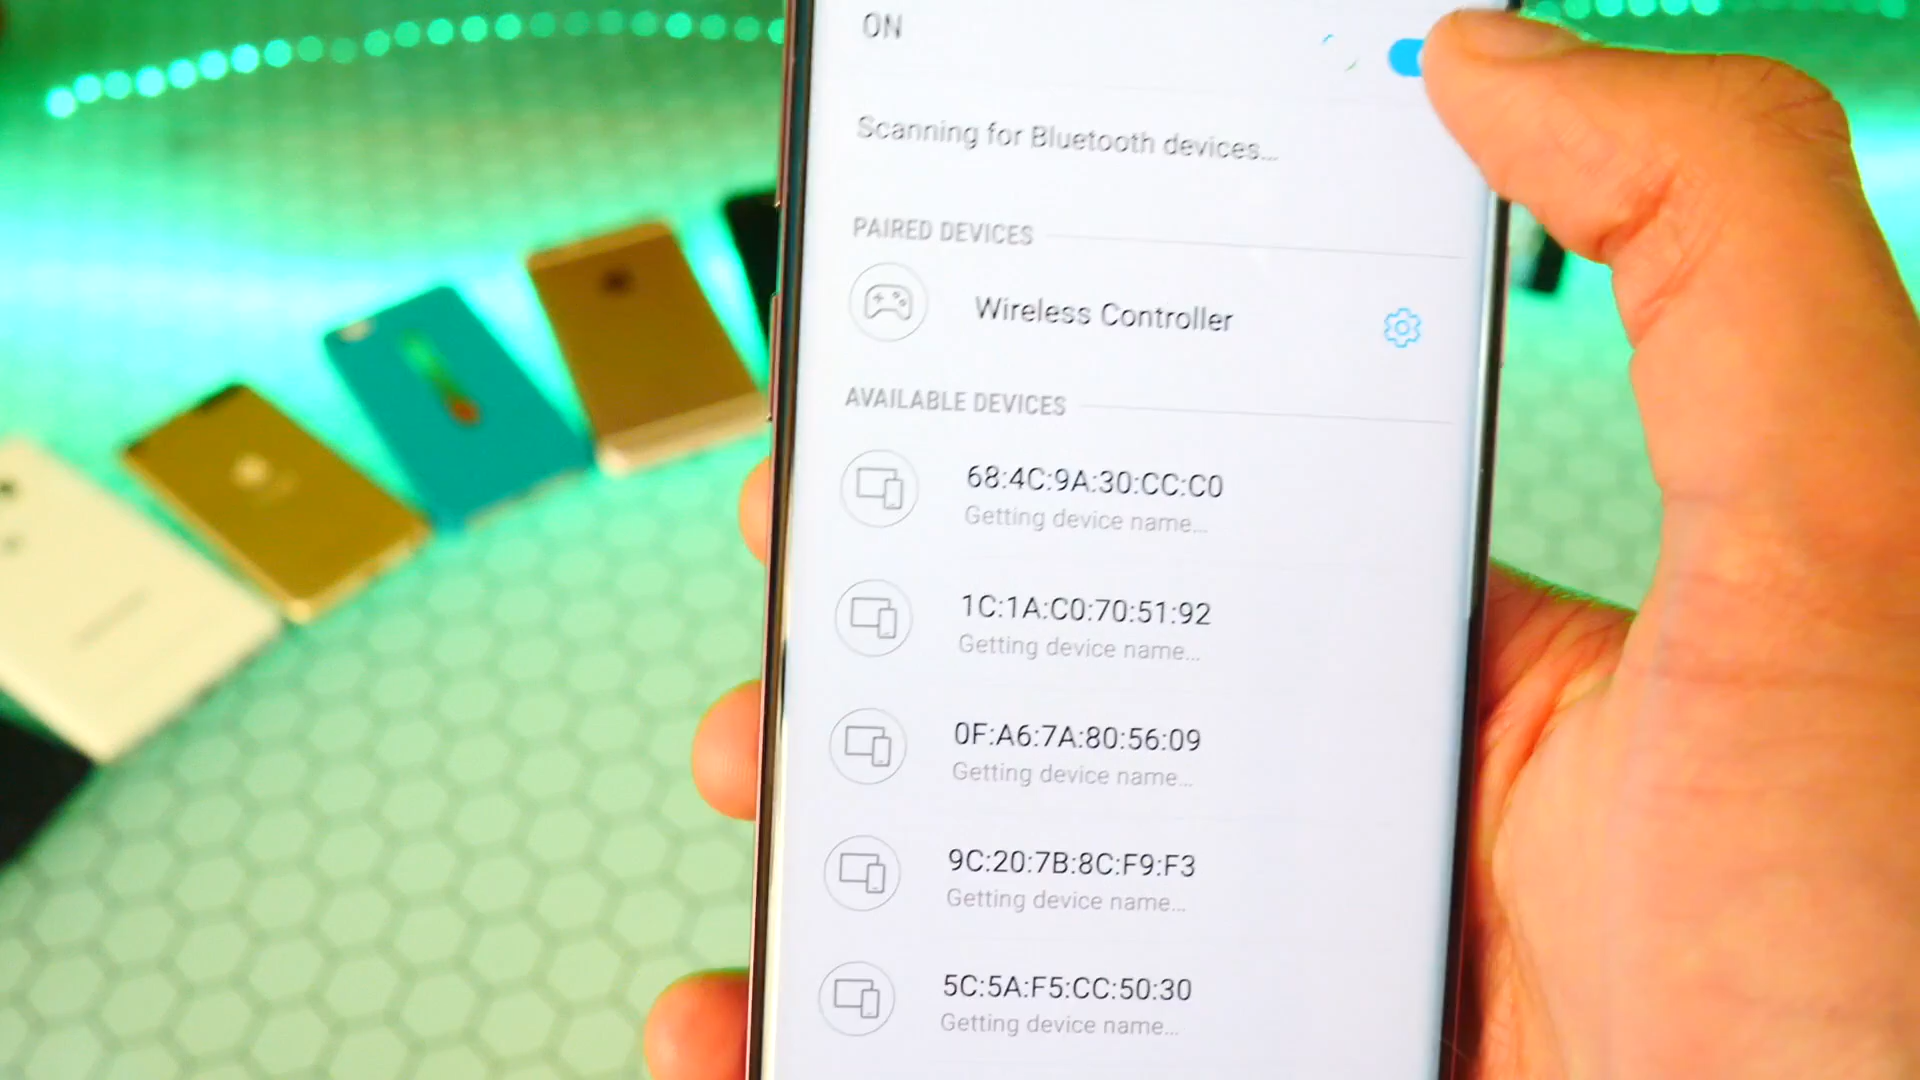 ON
Scanning for Bluetooth devices...
PAIRED DEVICES
Wireless Controller
AVAILABLE DEVICES
68:4C:9A:30:CC:C0
Getting device name...
1C:1A:C0:70:51:92
Getting device name...
0F:A6:7A:80:56:09
Getting device name...
9C:20:7B:8C:F9:F3
Getting device name...
5C:5A:F5:CC:50:30
Getting device name...